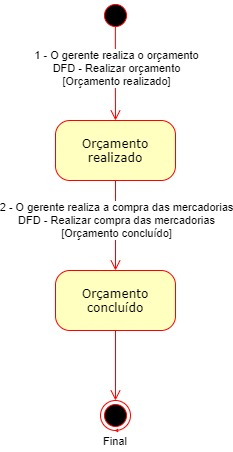 1 - O gerente realiza o orçamento
DFD - Realizar orçamento
[Orçamento realizado]
Orçamento
realizado
2 - O gerente realiza a compra das mercadorias
DFD - Realizar compra das mercadorias
[Orçamento concluído]
Orçamento
concluído
Final